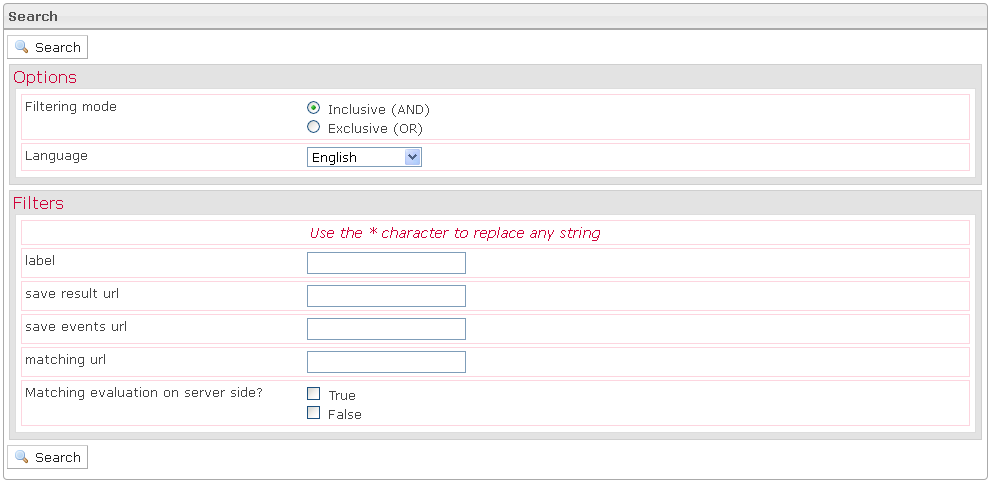 Search
Search
Options
Filtering mode
Inclusive (AND)
Exclusive (OR)
Language
English
Filters
Use the * character to replace any string
label
save result url
save events url
matching url
Matching evaluation on server side?
True
False
Search